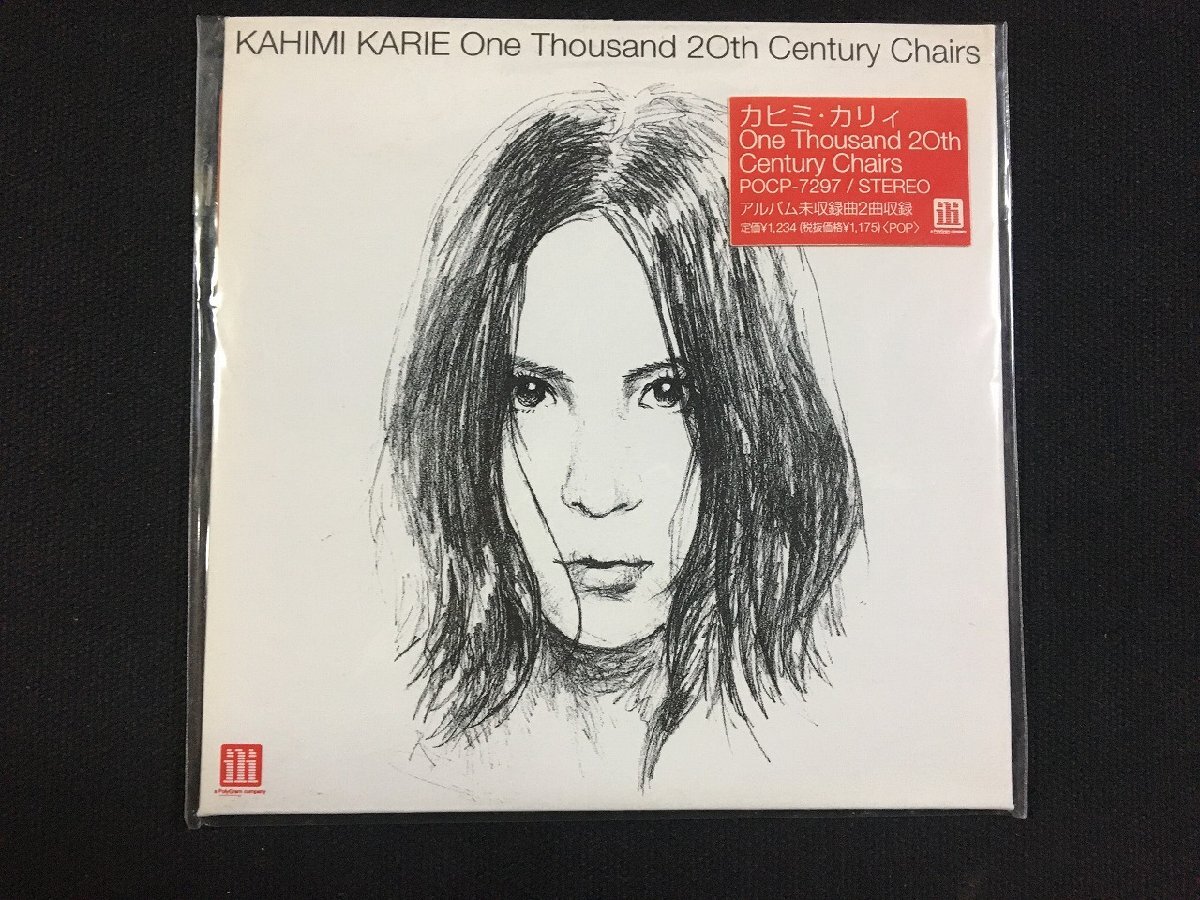 KAHIMI KARIE One Thousand 20th Century Chairs
カヒミ・カリィ
One Thousand 20th
Century Chairs
POCP-7297 / STEREO
アルバム未収録曲2曲収録
定価¥1,234 (税抜価格¥1,175)〈POP〉
a PolyGram company